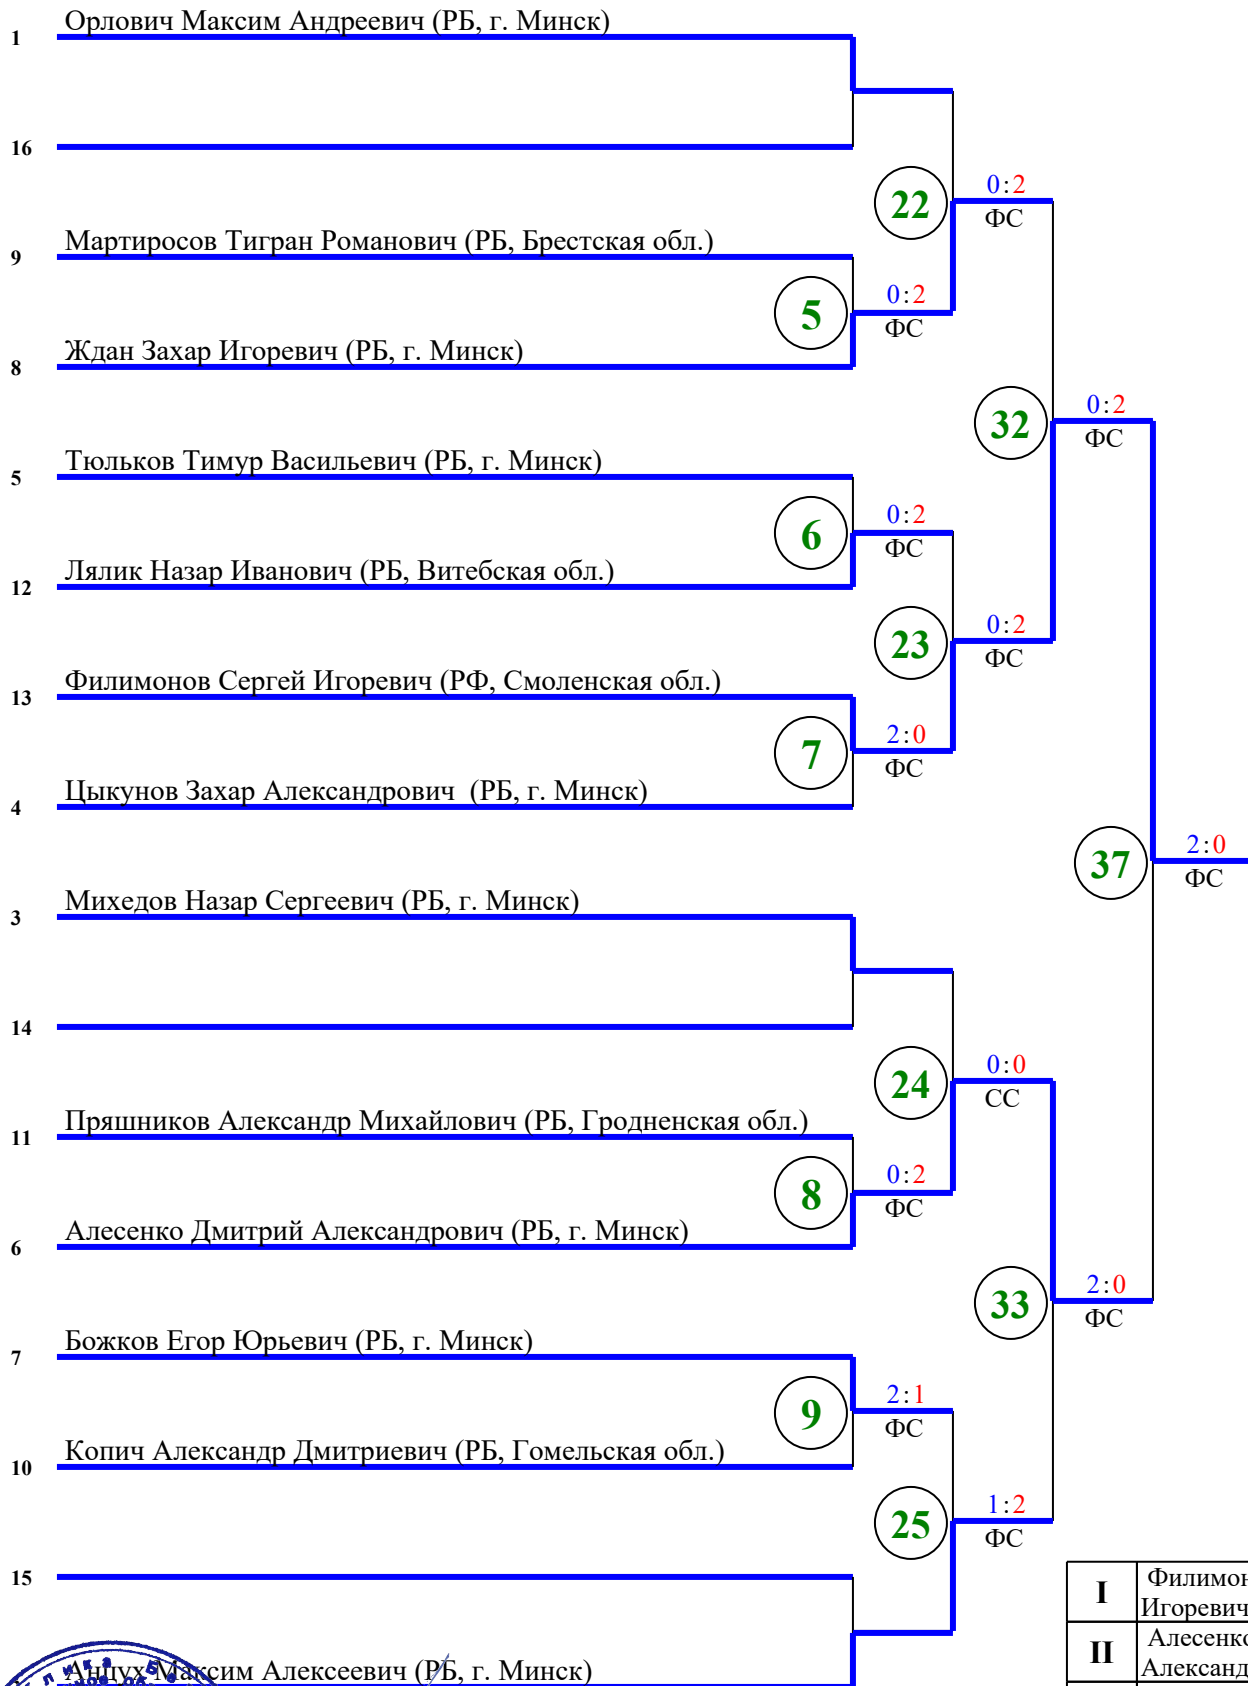 Орлович Максим Андреевич (РБ, г. Минск)
1
16
22
0:2
ФС
Мартиросов Тигран Романович (РБ, Брестская обл.)
9
5
0:2
ФС
Ждан Захар Игоревич (РБ, г. Минск)
8
32
0:2
ФС
Тюльков Тимур Васильевич (РБ, г. Минск)
5
6
0:2
ФС
Лялик Назар Иванович (РБ, Витебская обл.)
12
23
0:2
ФС
Филимонов Сергей Игоревич (РФ, Смоленская обл.)
13
7
2:0
ФС
Цыкунов Захар Александрович (РБ, г. Минск)
4
37
2:0
ФС
Михедов Назар Сергеевич (РБ, г. Минск)
3
14
24
0:0
СС
Пряшников Александр Михайлович (РБ, Гродненская обл.)
11
8
0:2
ФС
Алесенко Дмитрий Александрович (РБ, г. Минск)
6
33
2:0
ФС
Божков Егор Юрьевич (РБ, г. Минск)
7
9
2:1
ФС
Копич Александр Дмитриевич (РБ, Гомельская обл.)
10
25
1:2
ФС
15
I Филимон
Игоревич
II Алесенко
Александ
Анцух Максим Алексеевич (РБ, г. Минск)